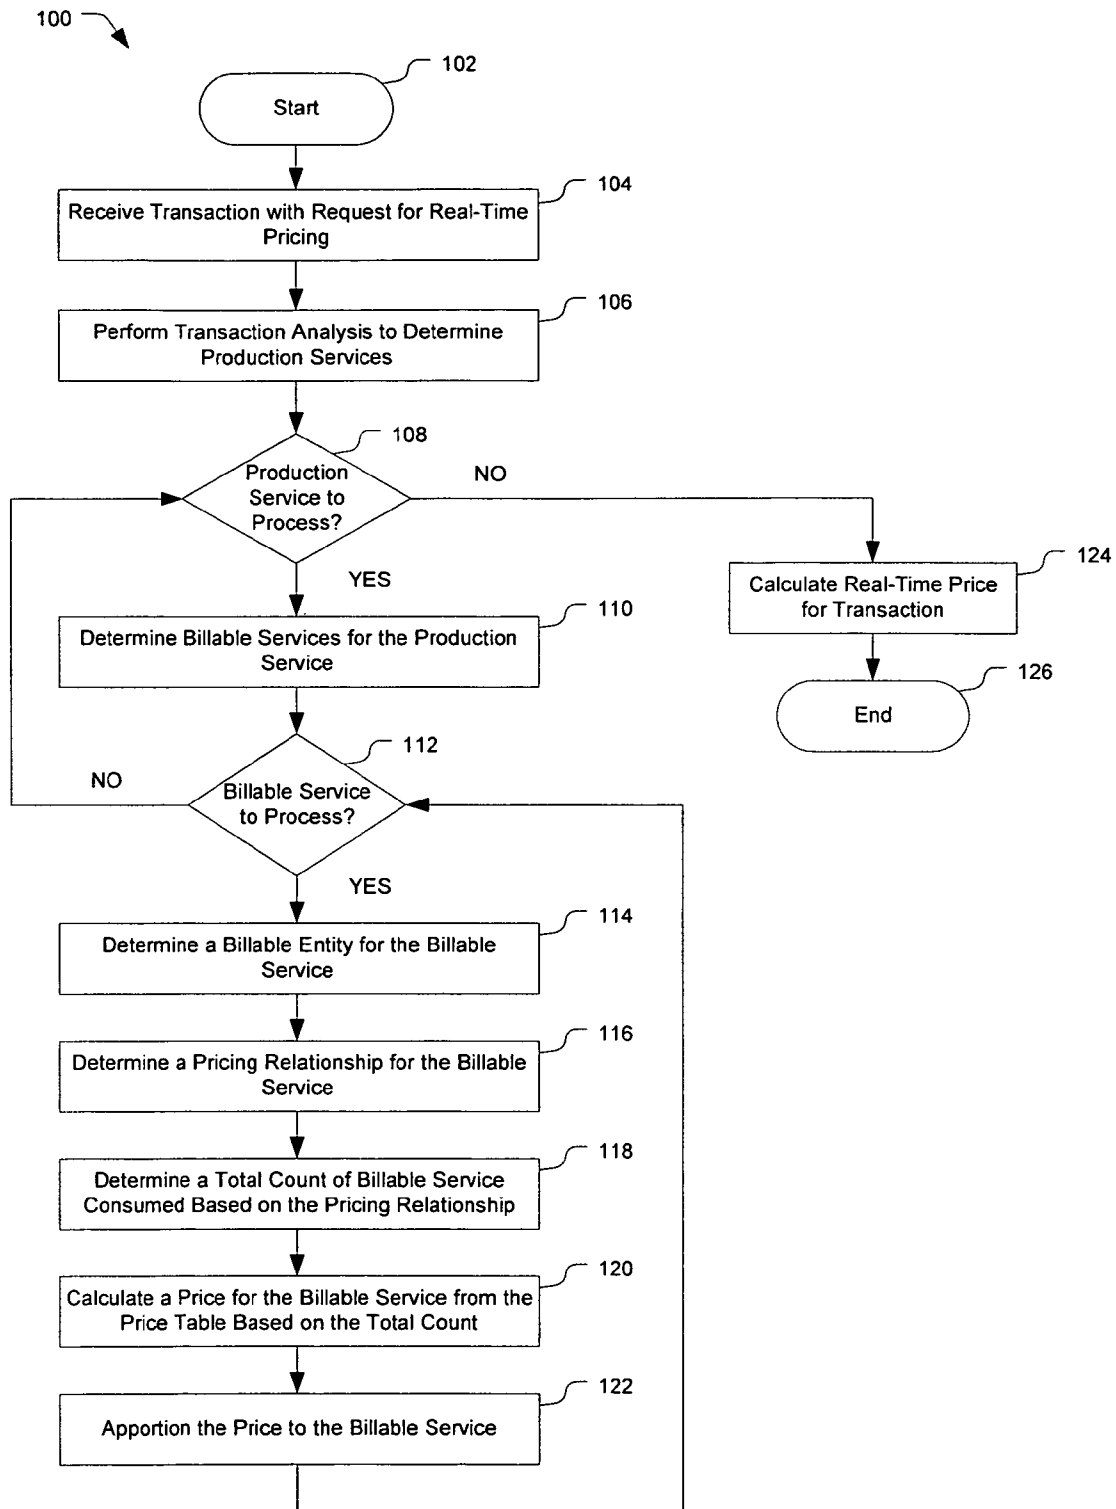 100
102
Start
104
Receive Transaction with Request for Real-Time
Pricing
106
Perform Transaction Analysis to Determine
Production Services
108
Production
Service to
Process?
NO
YES
124
Calculate Real-Time Price
for Transaction
110
Determine Billable Services for the Production
Service
126
End
112
Billable Service
to Process?
NO
YES
114
Determine a Billable Entity for the Billable
Service
116
Determine a Pricing Relationship for the Billable
Service
118
Determine a Total Count of Billable Service
Consumed Based on the Pricing Relationship
120
Calculate a Price for the Billable Service from the
Price Table Based on the Total Count
122
Apportion the Price to the Billable Service